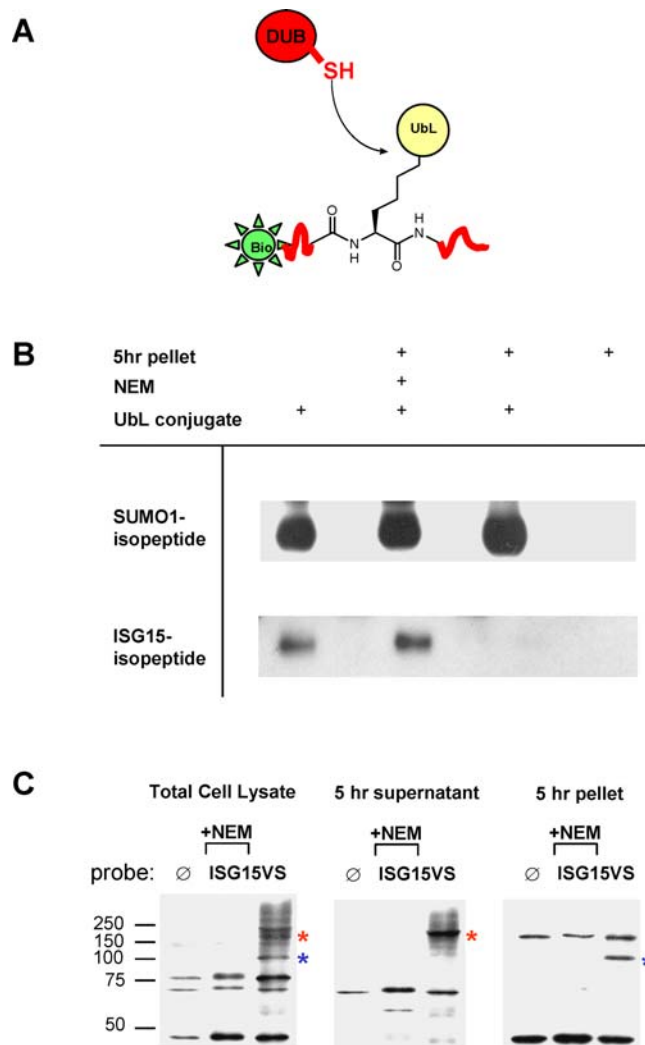 A
DUB
SH
UbL
O
N
H
H
N
O
Bio
B
5hr pellet + + +
NEM +
UbL conjugate + + +
SUMO1-
isopeptide
ISG15-
isopeptide
C
Total Cell Lysate 5 hr supernatant 5 hr pellet
+NEM +NEM +NEM
probe: ∅ ISG15VS ∅ ISG15VS ∅ ISG15VS
250
150 * *
100 * *
75
50